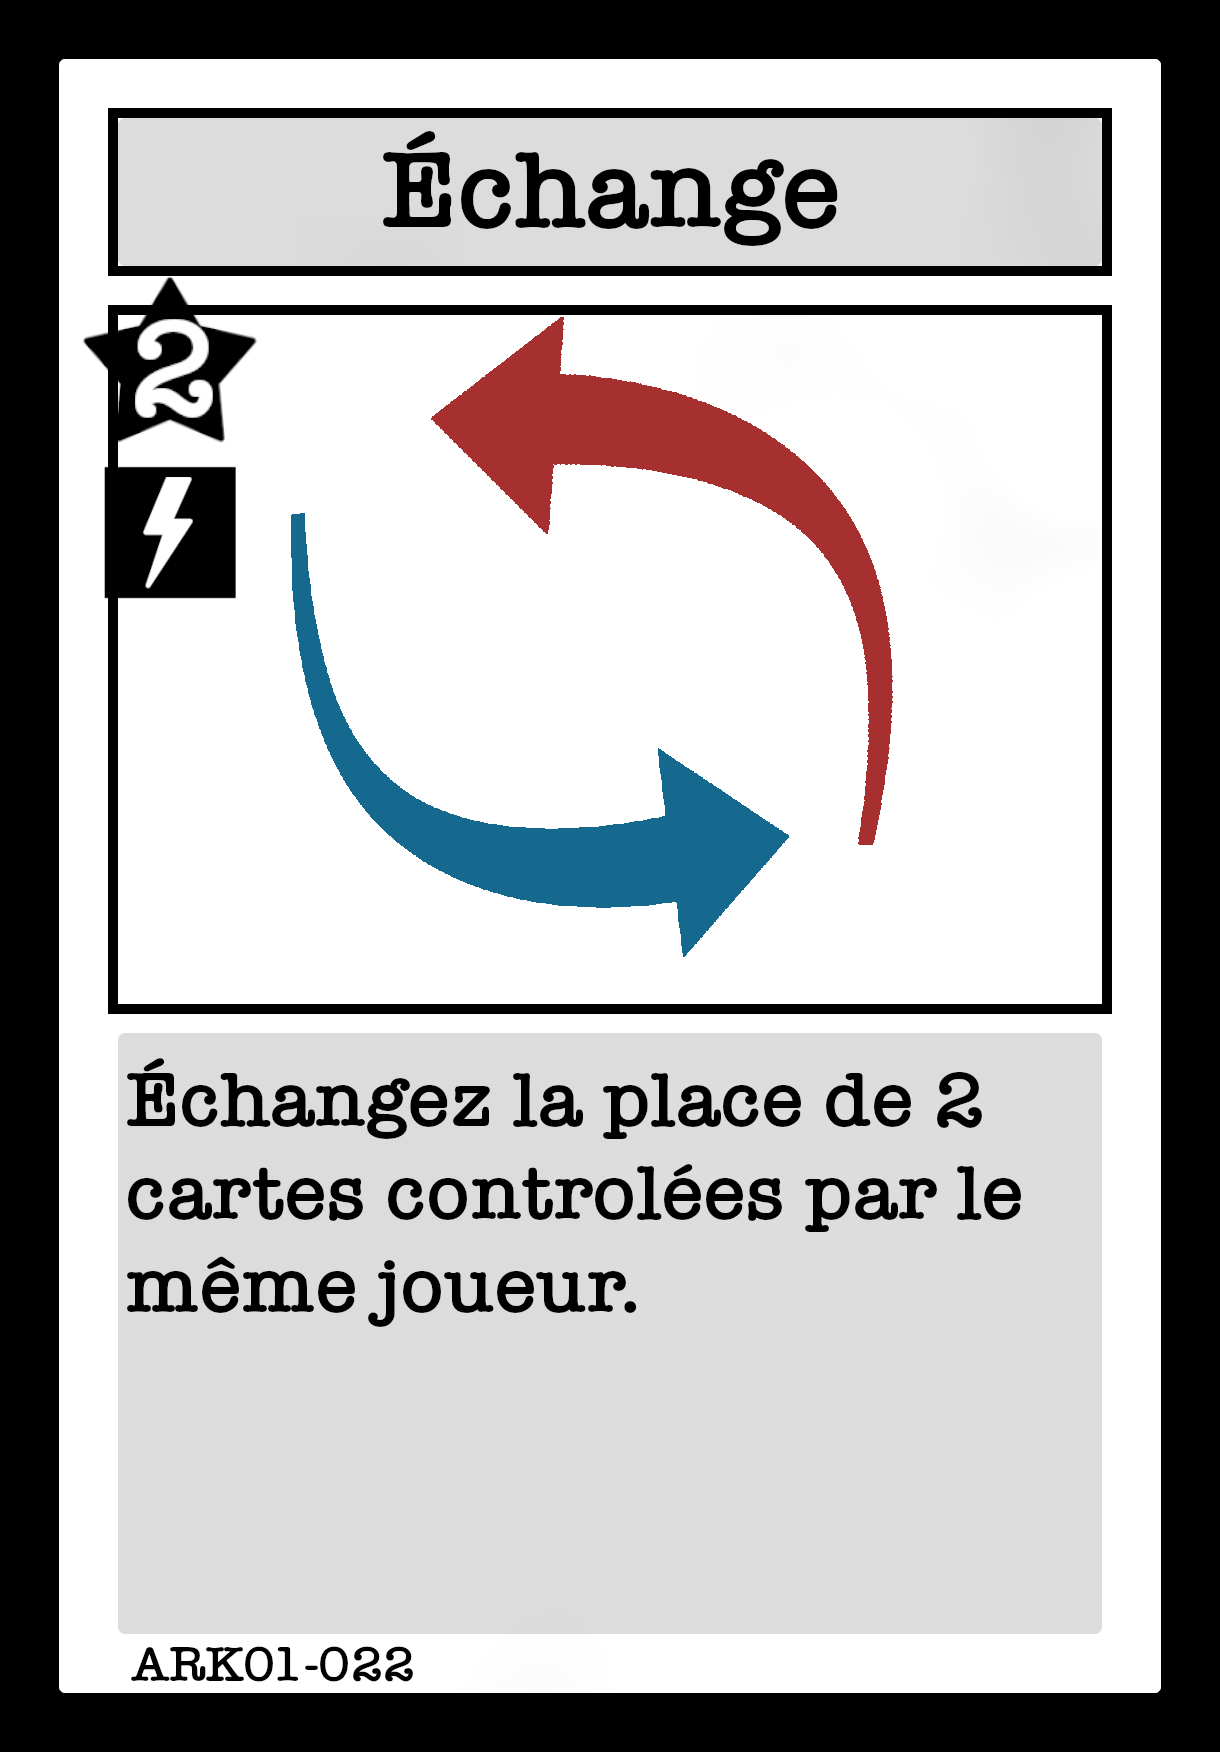 Échange
2
Échangez la place de 2
cartes controlées par le
même joueur.
ARK01-022